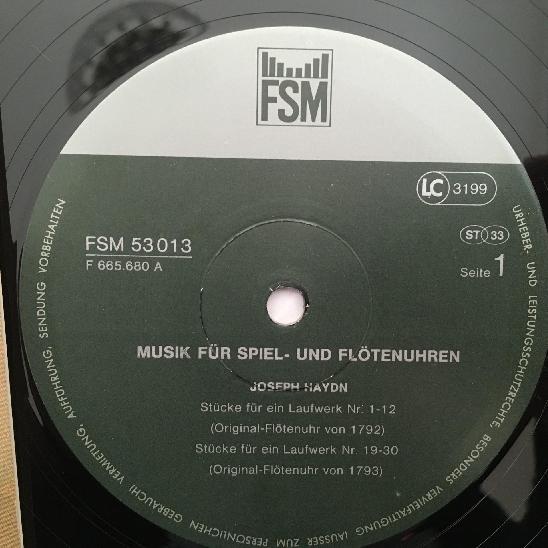 FSM
LC 3199
FSM 53 013
F 665.680 A
ST 33
Seite 1
MUSIK FÜR SPIEL- UND FLÖTENUHREN
JOSEPH HAYDN
Stücke für ein Laufwerk Nr. 1-12
(Original-Flötenuhr von 1792)
Stücke für ein Laufwerk Nr. 19-30
(Original-Flötenuhr von 1793)
URHEBER- UND LEISTUNGSSCHUTZRECHTE, BESONDERS VERVIELFÄLTIGUNG (AUSSER ZUM PERSÖNLICHEN GEBRAUCH) VERMIETUNG, AUFFÜHRUNG, SENDUNG VORBEHALTEN